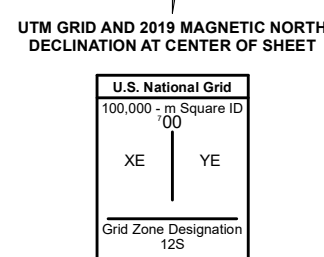 UTM GRID AND 2019 MAGNETIC NORTH
DECLINATION AT CENTER OF SHEET
U.S. National Grid
100,000 - m Square ID
⁷00
XE YE
Grid Zone Designation
12S